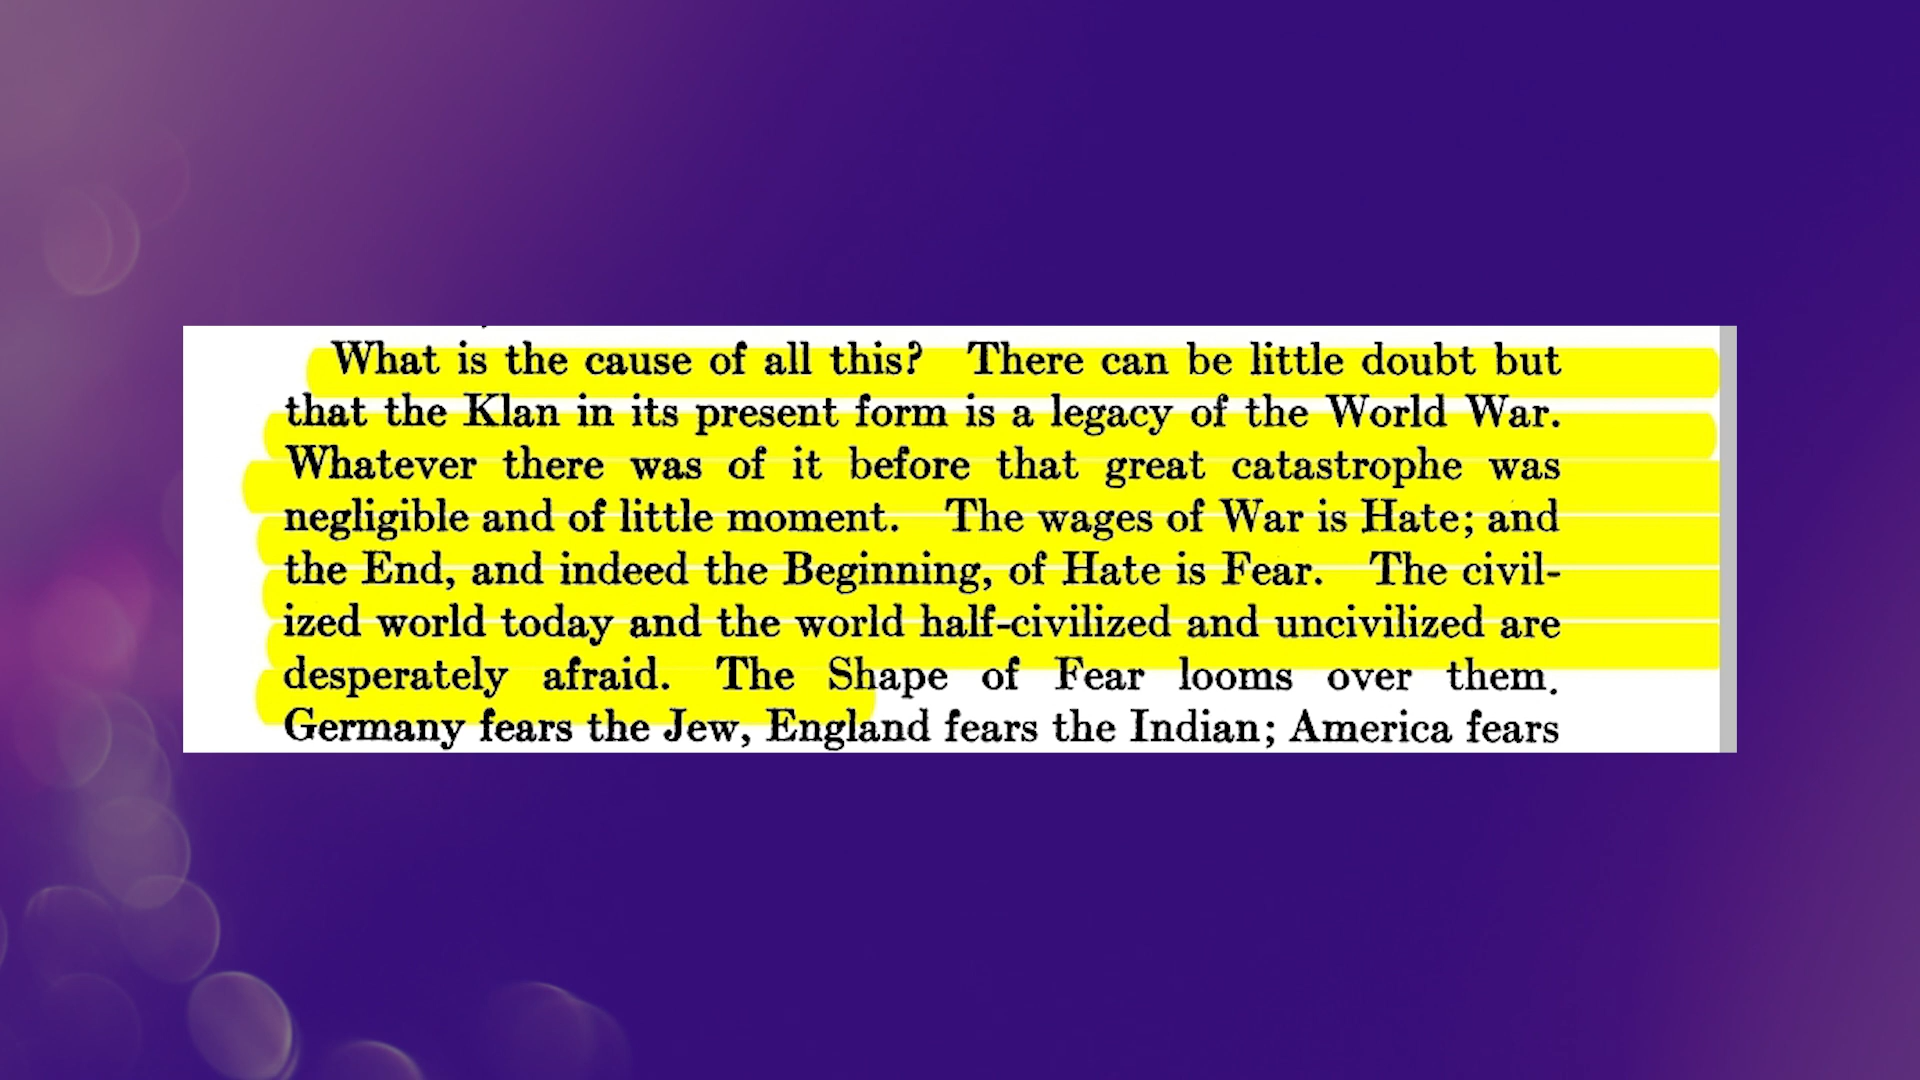 What is the cause of all this? There can be little doubt but
that the Klan in its present form is a legacy of the World War.
Whatever there was of it before that great catastrophe was
negligible and of little moment. The wages of War is Hate; and
the End, and indeed the Beginning, of Hate is Fear. The civil-
ized world today and the world half-civilized and uncivilized are
desperately afraid. The Shape of Fear looms over them.
Germany fears the Jew, England fears the Indian; America fears